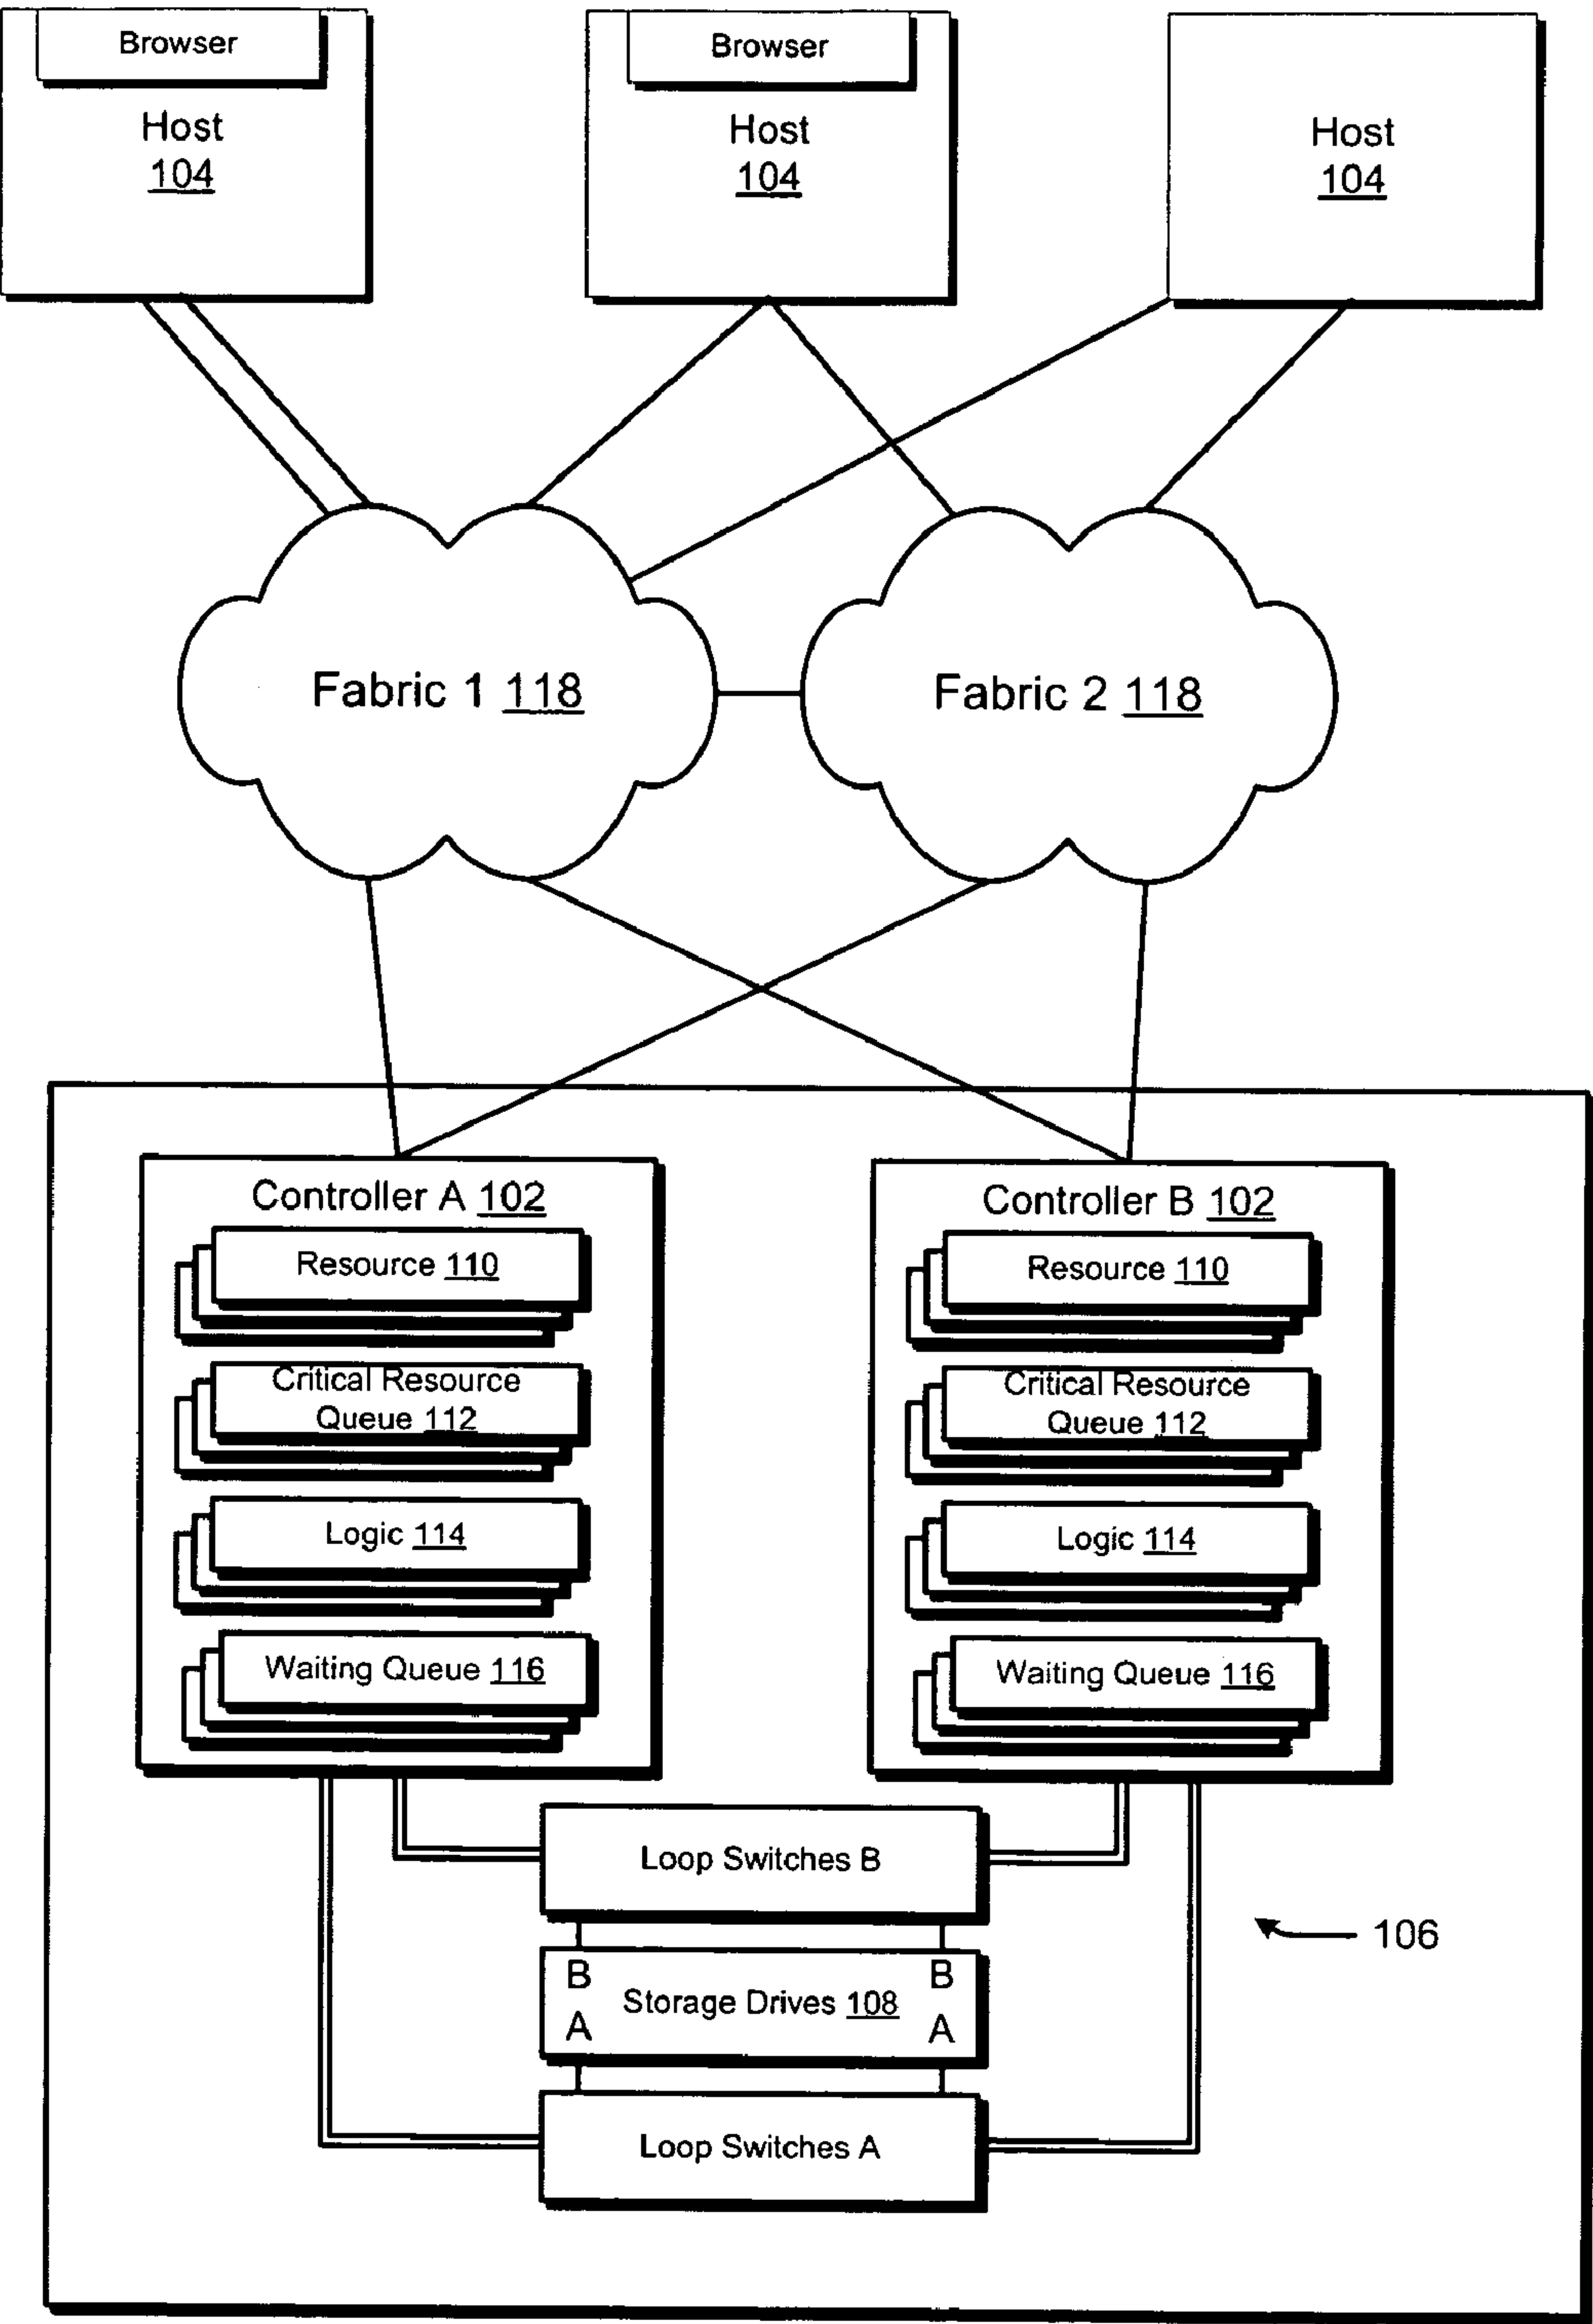 Browser
Host
104
Browser
Host
104
Host
104
Fabric 1 118
Fabric 2 118
Controller A 102
Resource 110
Critical Resource
Queue 112
Logic 114
Waiting Queue 116
Controller B 102
Resource 110
Critical Resource
Queue 112
Logic 114
Waiting Queue 116
Loop Switches B
106
B
B
Storage Drives 108
A
A
Loop Switches A